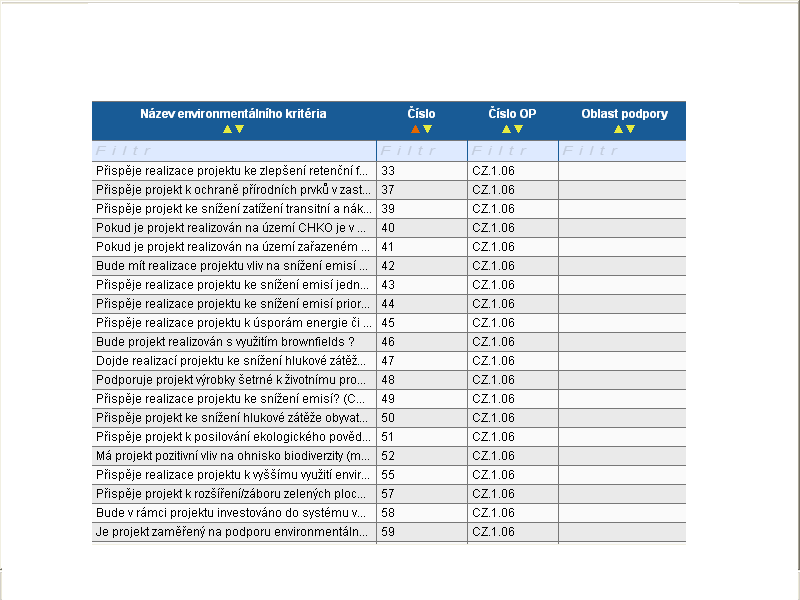 Název environmentálního kritéria Číslo Číslo OP Oblast podpory
Filtr Filtr Filtr Filtr
Přispěje realizace projektu ke zlepšení retenční f... 33 CZ.1.06
Přispěje projekt k ochraně přírodních prvků v zast... 37 CZ.1.06
Přispěje projekt ke snížení zatížení transitní a nák... 39 CZ.1.06
Pokud je projekt realizován na území CHKO je v ... 40 CZ.1.06
Pokud je projekt realizován na území zařazeném ... 41 CZ.1.06
Bude mít realizace projektu vliv na snížení emisí ... 42 CZ.1.06
Přispěje realizace projektu ke snížení emisí jedn... 43 CZ.1.06
Přispěje realizace projektu ke snížení emisí prior... 44 CZ.1.06
Přispěje realizace projektu k úsporám energie či ... 45 CZ.1.06
Bude projekt realizován s využitím brownfields ? 46 CZ.1.06
Dojde realizací projektu ke snížení hlukové zátěž... 47 CZ.1.06
Podporuje projekt výrobky šetrné k životnímu pro... 48 CZ.1.06
Přispěje realizace projektu ke snížení emisí? (C... 49 CZ.1.06
Přispěje projekt ke snížení hlukové zátěže obyvat... 50 CZ.1.06
Přispěje projekt k posilování ekologického pověd... 51 CZ.1.06
Má projekt pozitivní vliv na ohnisko biodiverzity (m... 52 CZ.1.06
Přispěje realizace projektu k vyššímu využití envir... 55 CZ.1.06
Přispěje projekt k rozšíření/záboru zelených ploc... 57 CZ.1.06
Bude v rámci projektu investováno do systému v... 58 CZ.1.06
Je projekt zaměřený na podporu environmentáln... 59 CZ.1.06